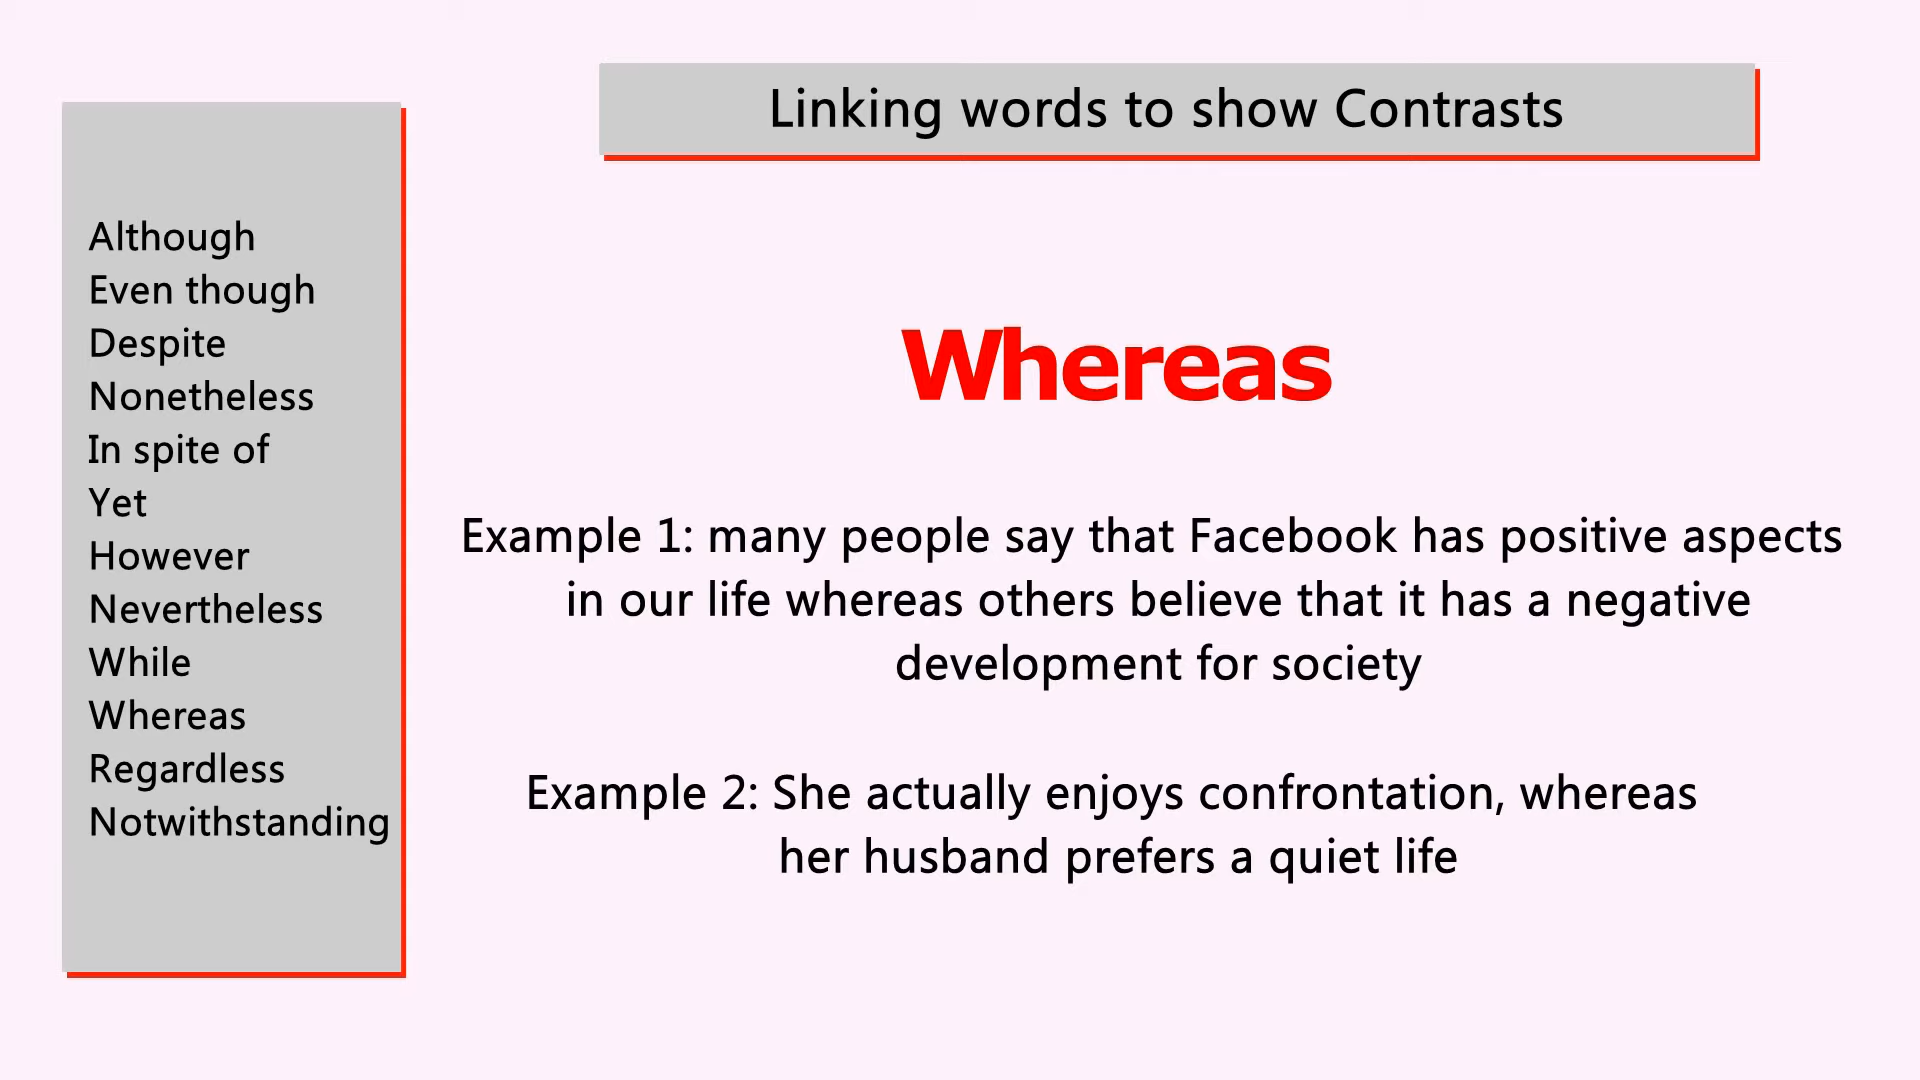 Linking words to show Contrasts
Although
Even though
Despite
Nonetheless
In spite of
Yet
However
Nevertheless
While
Whereas
Regardless
Notwithstanding
Whereas
Example 1: many people say that Facebook has positive aspects
in our life whereas others believe that it has a negative
development for society
Example 2: She actually enjoys confrontation, whereas
her husband prefers a quiet life